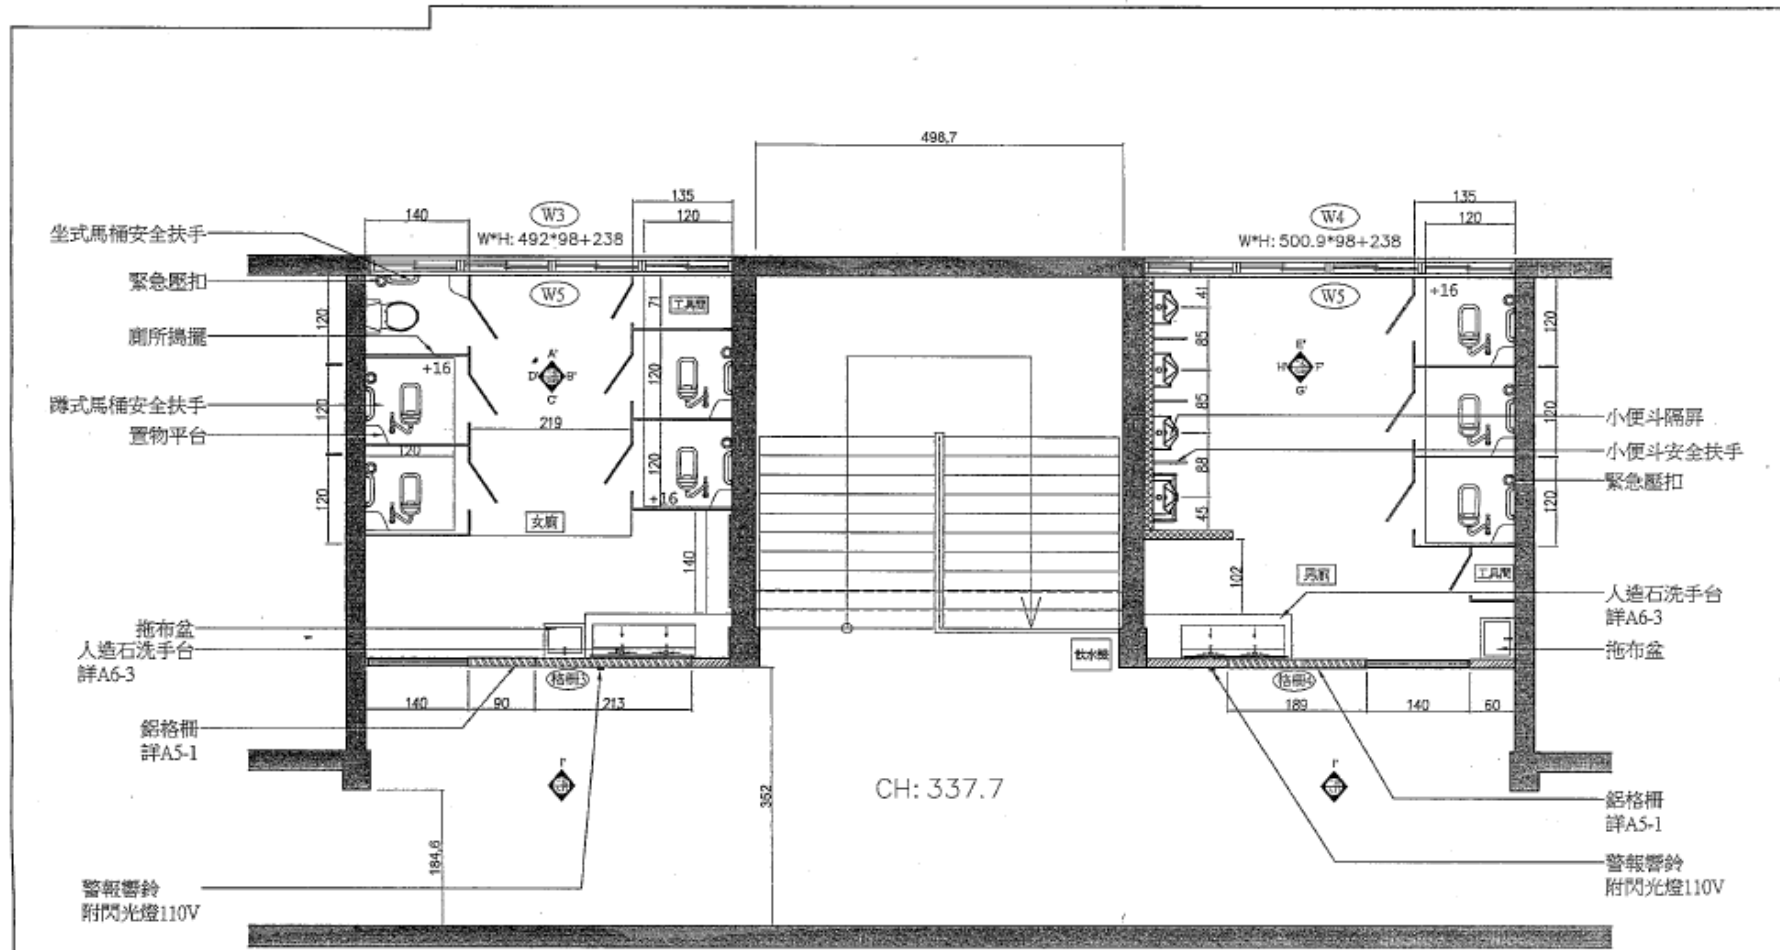 498,7
135
135
140
W3
120
W4
120
坐式馬桶安全扶手
W*H: 492*98+238
W*H: 500.9*98+238
緊急壓扣
W5
71
工具間
41
W5
+16
120
120
廁所搗擺
A'
D'
B'
C'
85
E'
H'
F'
G'
+16
120
蹲式馬桶安全扶手
120
219
85
120
小便斗隔屏
置物平台
120
小便斗安全扶手
120
120
88
120
緊急壓扣
+16
女廁
45
140
102
男廁
工具間
人造石洗手台
詳A6-3
拖布盆
人造石洗手台
詳A6-3
飲水機
拖布盆
格柵3
格柵4
140
90
213
189
140
60
鋁格柵
詳A5-1
I'
I'
CH: 337.7
352
鋁格柵
詳A5-1
184,6
警報響鈴
附閃光燈110V
警報響鈴
附閃光燈110V